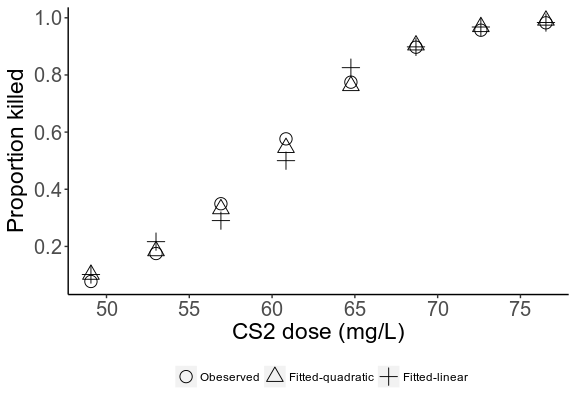 1.0
0.8
0.6
0.4
0.2
Proportion killed
50 55 60 65 70 75
CS2 dose (mg/L)
Obeserved Fitted-quadratic Fitted-linear